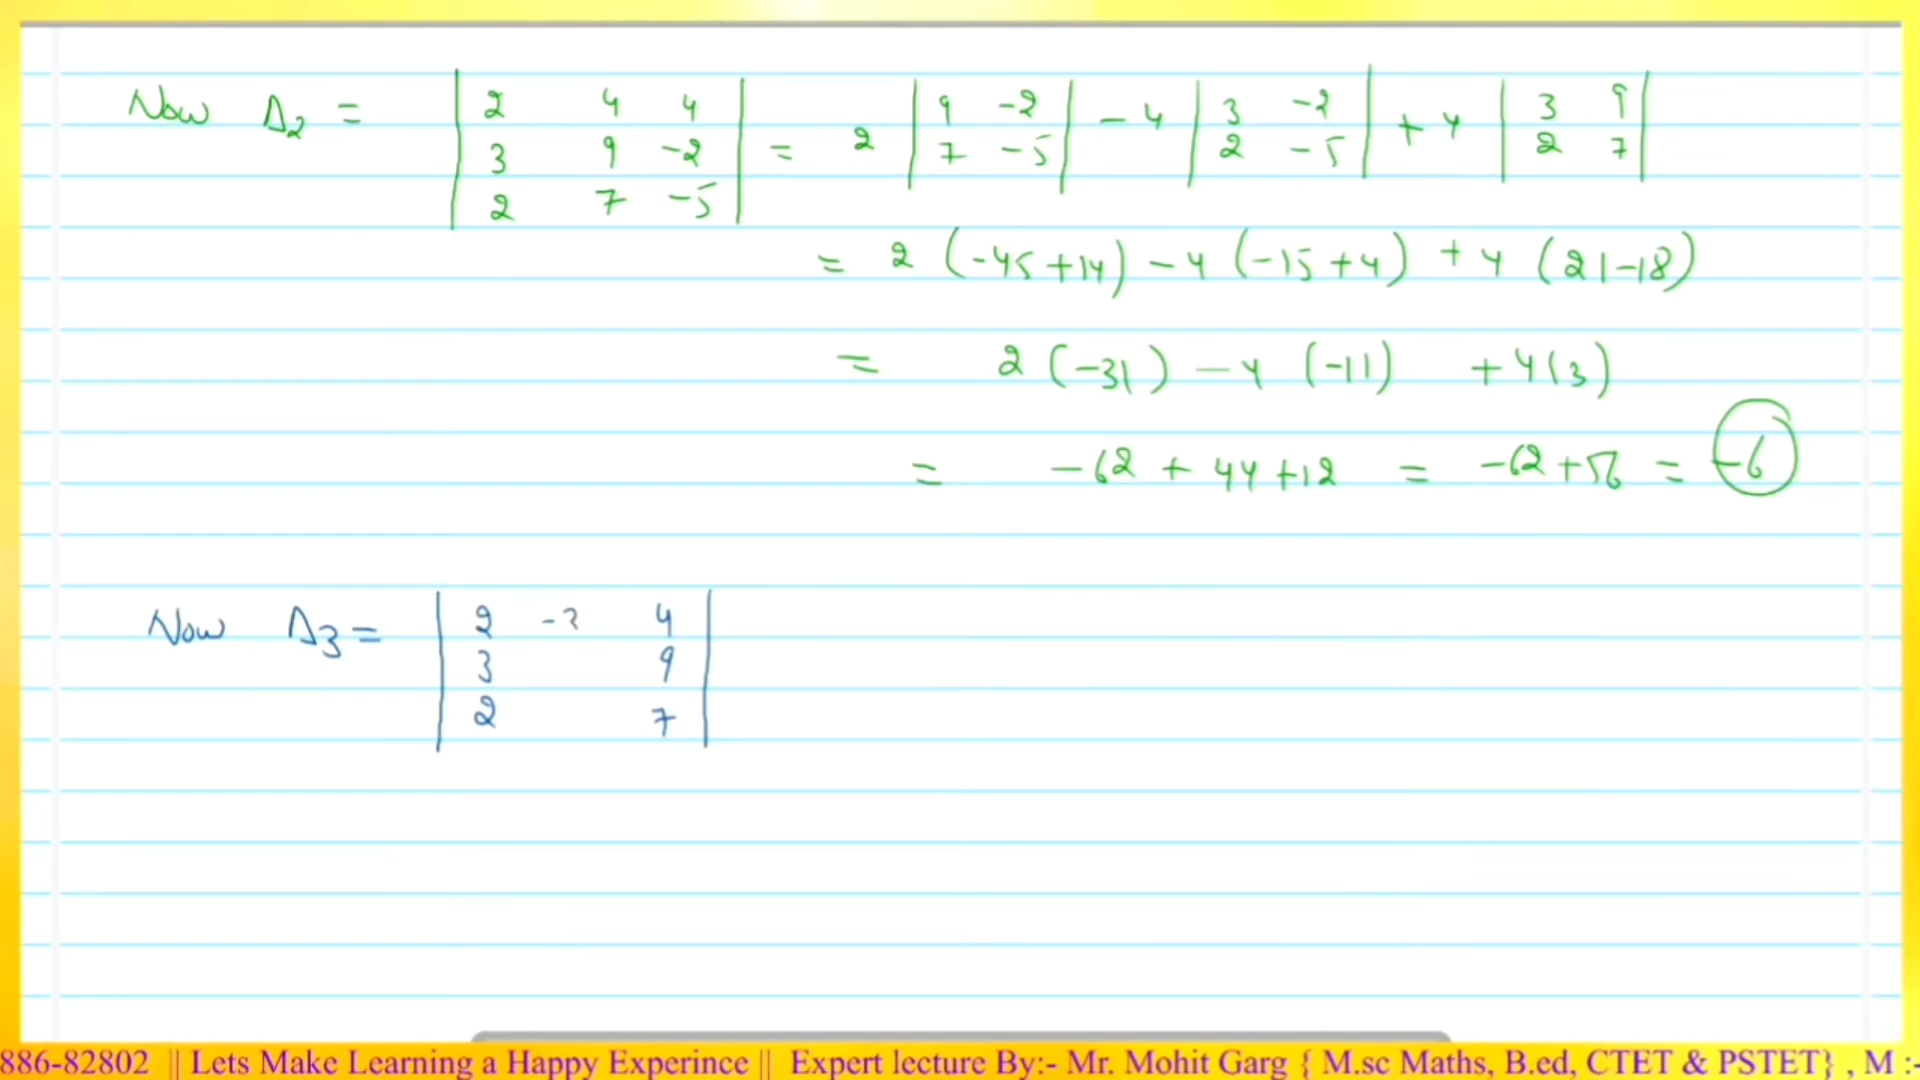 Now Δ2 = | 2 4 4 | = 2 | 9 -2 | - 4 | 3 -2 | + 4 | 3 9 |
| 3 9 -2 | | 7 -5 | | 2 -5 | | 2 7 |
| 2 7 -5 |
= 2 (-45+14) - 4 (-15+4) + 4 (21-18)
= 2 (-31) - 4 (-11) + 4(3)
= -62 + 44 + 12 = -62 + 56 = -6
Now Δ3 = | 2 4 |
| 3 9 |
| 2 7 |
886-82802 || Lets Make Learning a Happy Experince || Expert lecture By:- Mr. Mohit Garg { M.sc Maths, B.ed, CTET & PSTET} , M :-